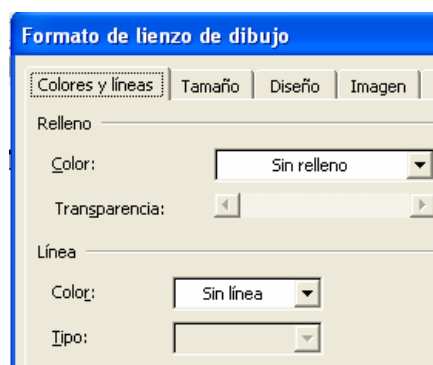 Formato de lienzo de dibujo
Colores y líneas Tamaño Diseño Imagen
Relleno
Color: Sin relleno
Transparencia:
Línea
Color: Sin línea
Tipo: